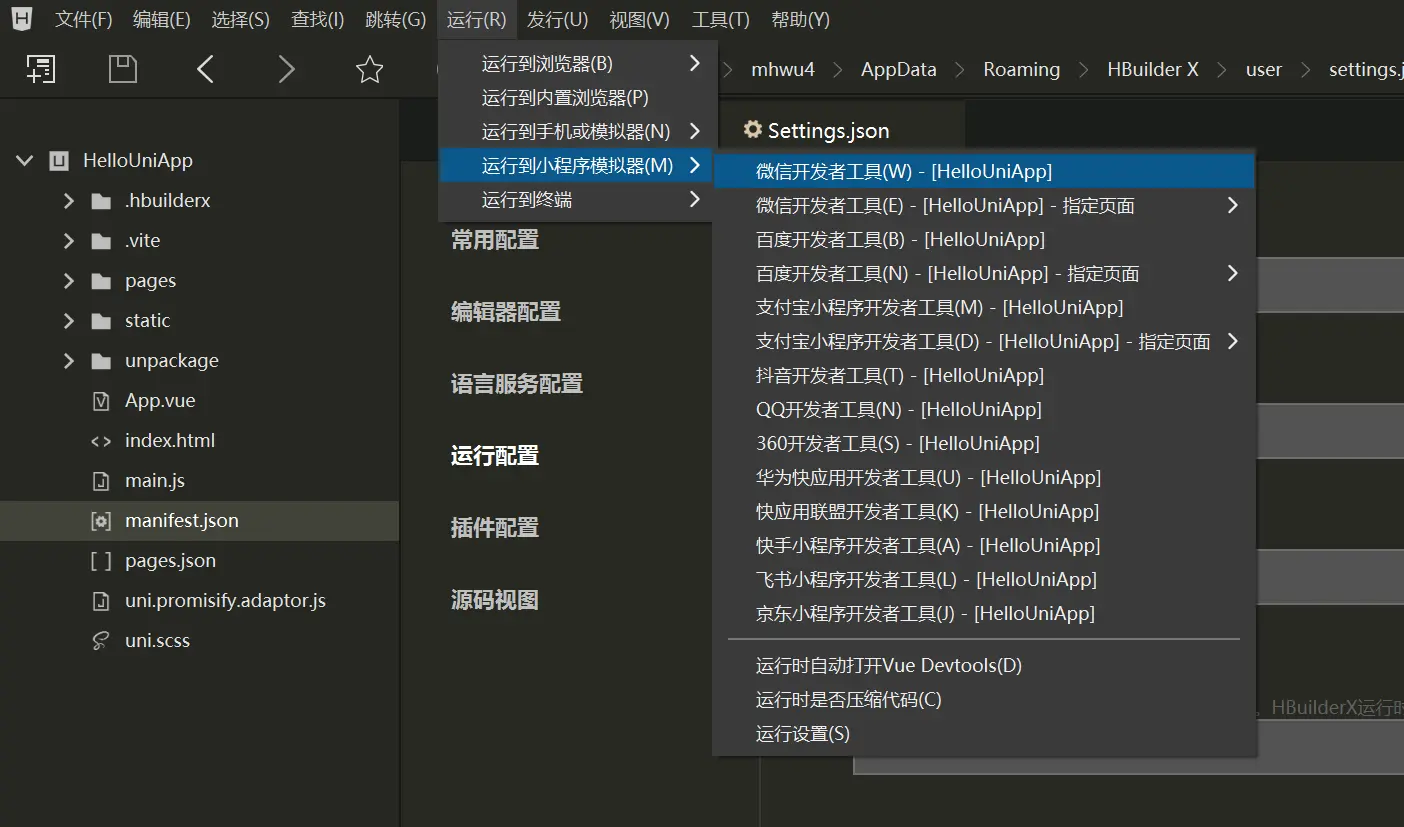 文件(F) 编辑(E) 选择(S) 查找(I) 跳转(G) 运行(R) 发行(U) 视图(V) 工具(T) 帮助(Y)
mhwu4 AppData Roaming HBuilder X user settings.j
HelloUniApp
.hbuilderx
.vite
pages
static
unpackage
App.vue
index.html
main.js
manifest.json
pages.json
uni.promisify.adaptor.js
uni.scss
运行到浏览器(B)
运行到内置浏览器(P)
运行到手机或模拟器(N)
运行到小程序模拟器(M)
运行到终端
Settings.json
常用配置
编辑器配置
语言服务配置
运行配置
插件配置
源码视图
微信开发者工具(W) - [HelloUniApp]
微信开发者工具(E) - [HelloUniApp] - 指定页面
百度开发者工具(B) - [HelloUniApp]
百度开发者工具(N) - [HelloUniApp] - 指定页面
支付宝小程序开发者工具(M) - [HelloUniApp]
支付宝小程序开发者工具(D) - [HelloUniApp] - 指定页面
抖音开发者工具(T) - [HelloUniApp]
QQ开发者工具(N) - [HelloUniApp]
360开发者工具(S) - [HelloUniApp]
华为快应用开发者工具(U) - [HelloUniApp]
快应用联盟开发者工具(K) - [HelloUniApp]
快手小程序开发者工具(A) - [HelloUniApp]
飞书小程序开发者工具(L) - [HelloUniApp]
京东小程序开发者工具(J) - [HelloUniApp]
运行时自动打开Vue Devtools(D)
运行时是否压缩代码(C)
运行设置(S)
，HBuilderX运行时